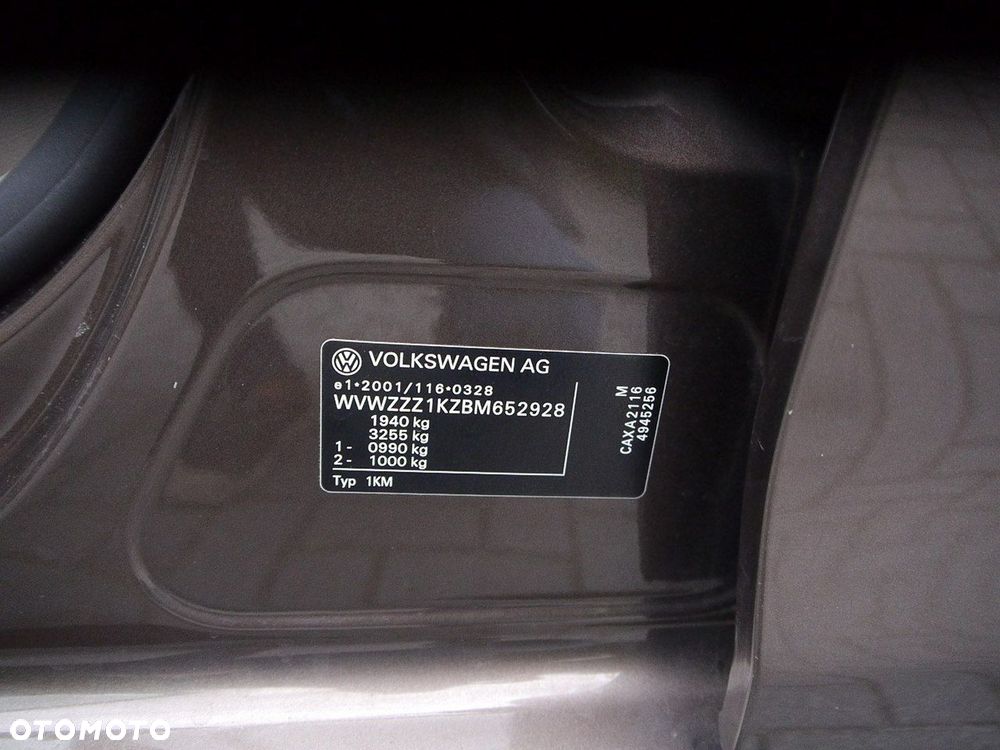 VOLKSWAGEN AG
e1*2001/116*0328
WVWZZZ1KZBM652928
1940 kg
3255 kg
1- 0990 kg
2- 1000 kg
Typ 1KM
M
CAXA2116
4945256
OTOMOTO